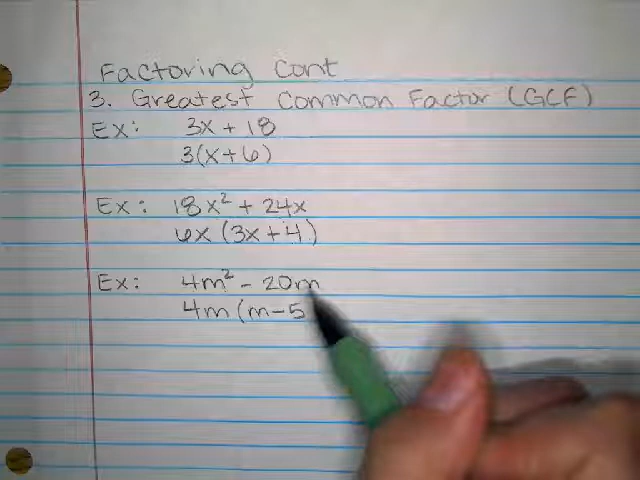 Factoring Cont
3. Greatest Common Factor (GCF)
Ex: 3x + 18
3(x + 6)
Ex: 18x² + 24x
6x (3x + 4)
Ex: 4m² - 20m
4m (m - 5